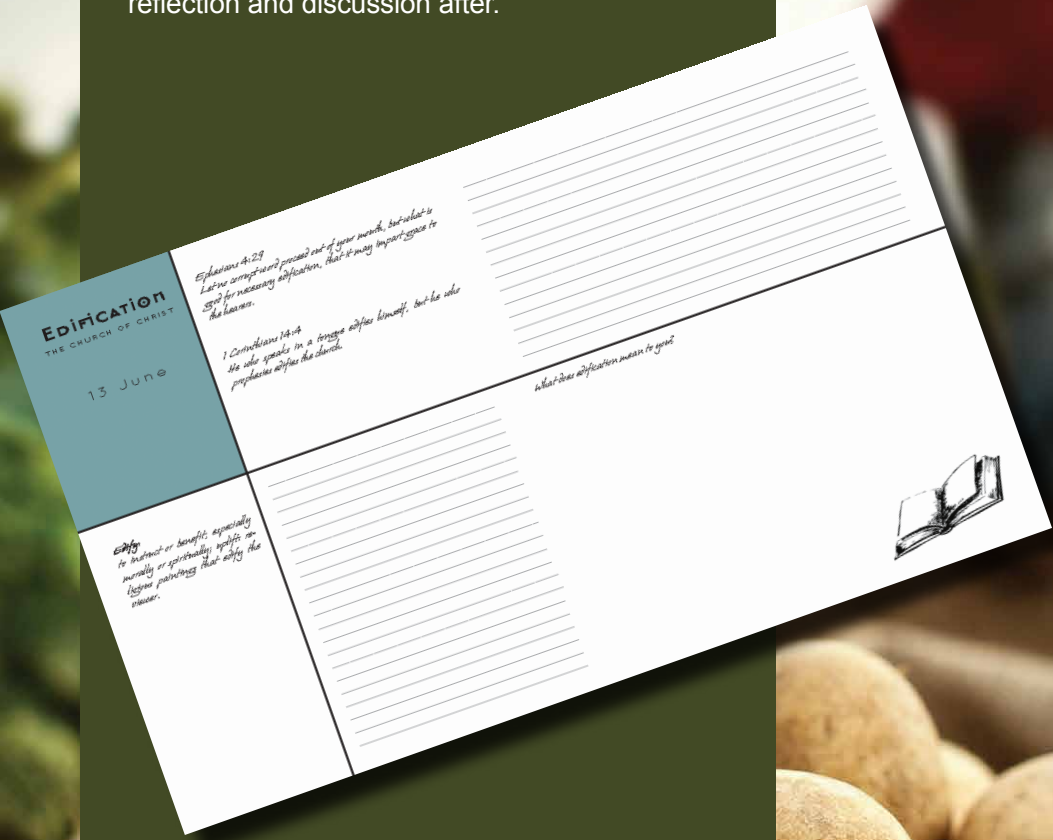 reflection and discussion after.
EDIFICATION
THE CHURCH OF CHRIST
13 June
Ephesians 4:29
Let no corrupt word proceed out of your mouth, but what is
good for necessary edification, that it may impart grace to
the hearers.
1 Corinthians 14:4
He who speaks in a tongue edifies himself, but he who
prophesies edifies the church.
Edify:
to instruct or benefit, especially
morally or spiritually; uplift: re-
ligious paintings that edify the
viewer.
What does edification mean to you?